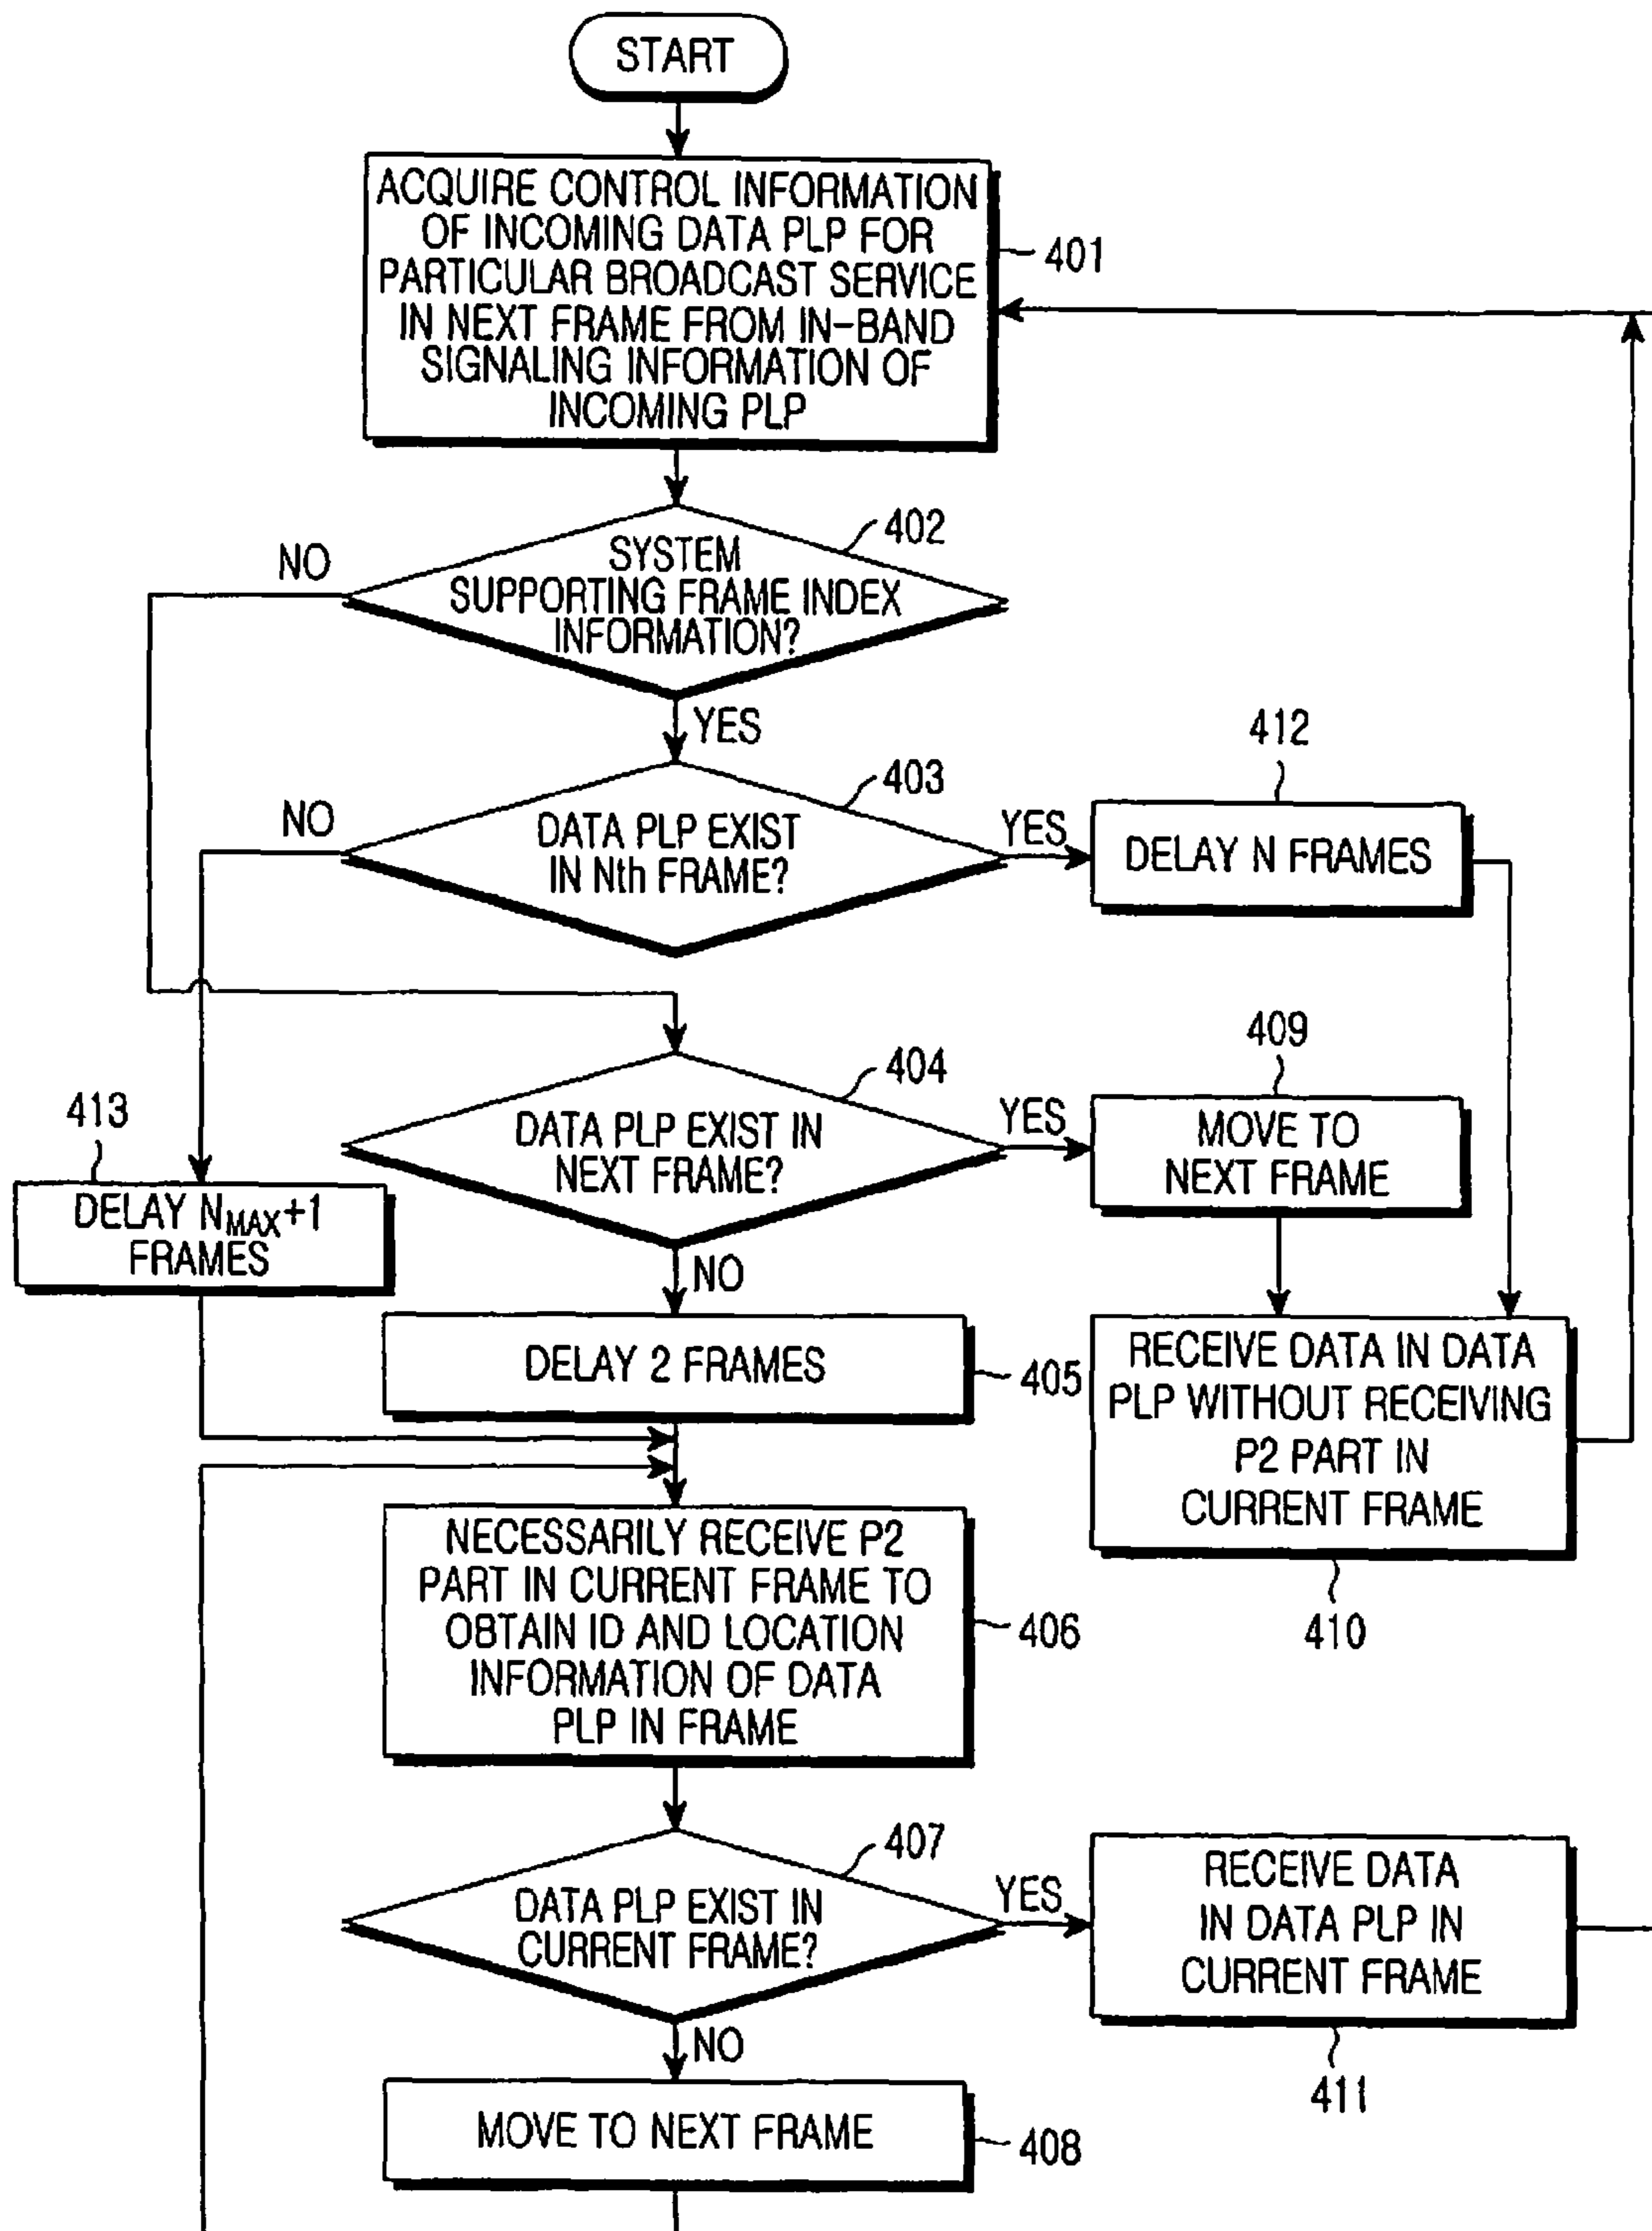 START
ACQUIRE CONTROL INFORMATION
OF INCOMING DATA PLP FOR
PARTICULAR BROADCAST SERVICE
IN NEXT FRAME FROM IN-BAND
SIGNALING INFORMATION OF
INCOMING PLP
401
402
NO
SYSTEM
SUPPORTING FRAME INDEX
INFORMATION?
YES
403
NO
DATA PLP EXIST
IN Nth FRAME?
YES
412
DELAY N FRAMES
404
DATA PLP EXIST IN
NEXT FRAME?
YES
409
MOVE TO
NEXT FRAME
413
DELAY NMAX+1
FRAMES
NO
DELAY 2 FRAMES
405
RECEIVE DATA IN DATA
PLP WITHOUT RECEIVING
P2 PART IN
CURRENT FRAME
410
NECESSARILY RECEIVE P2
PART IN CURRENT FRAME TO
OBTAIN ID AND LOCATION
INFORMATION OF DATA
PLP IN FRAME
406
407
DATA PLP EXIST IN
CURRENT FRAME?
YES
RECEIVE DATA
IN DATA PLP IN
CURRENT FRAME
411
NO
MOVE TO NEXT FRAME
408